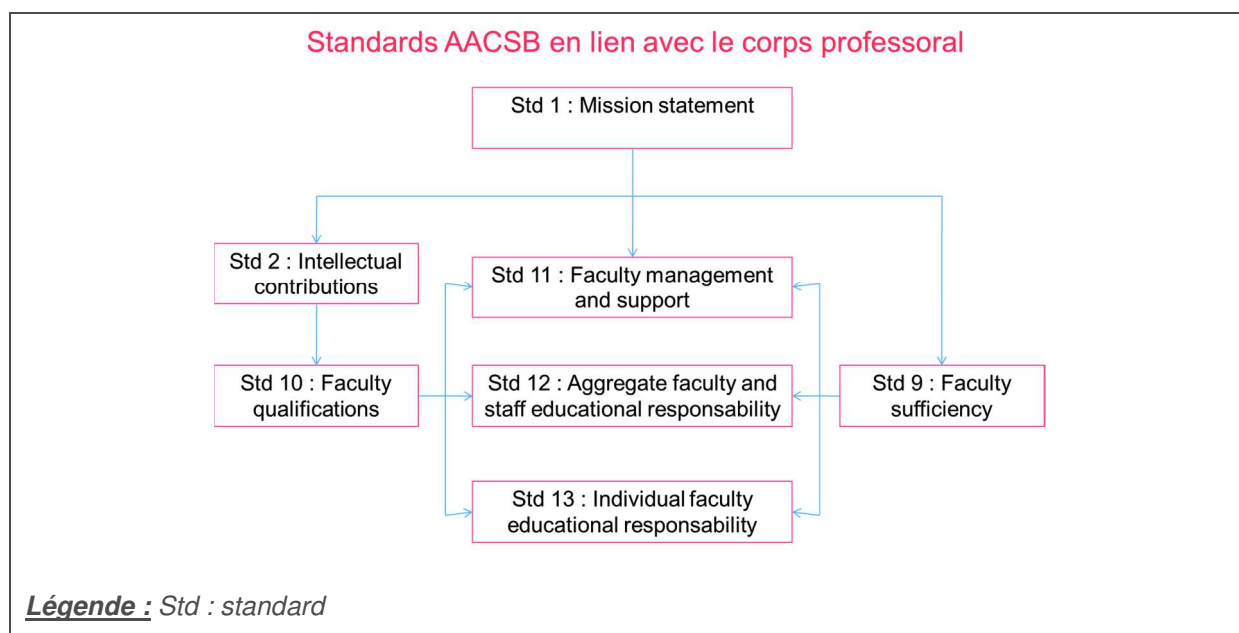 Standards AACSB en lien avec le corps professoral
Std 1 : Mission statement
Std 2 : Intellectual
contributions
Std 11 : Faculty management
and support
Std 10 : Faculty
qualifications
Std 12 : Aggregate faculty and
staff educational responsability
Std 9 : Faculty
sufficiency
Std 13 : Individual faculty
educational responsability
Légende : Std : standard